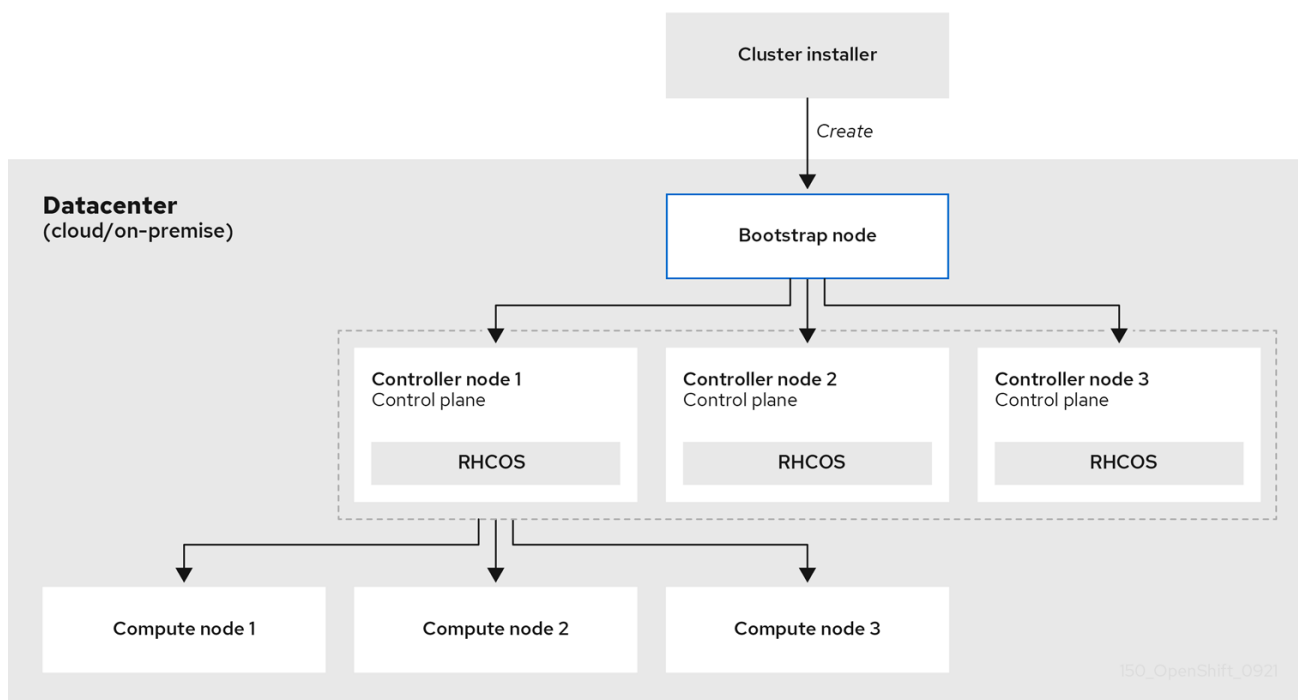 Cluster installer
Create
Datacenter
(cloud/on-premise)
Bootstrap node
Controller node 1
Control plane
RHCOS
Controller node 2
Control plane
RHCOS
Controller node 3
Control plane
RHCOS
Compute node 1
Compute node 2
Compute node 3
150_OpenShift_0921